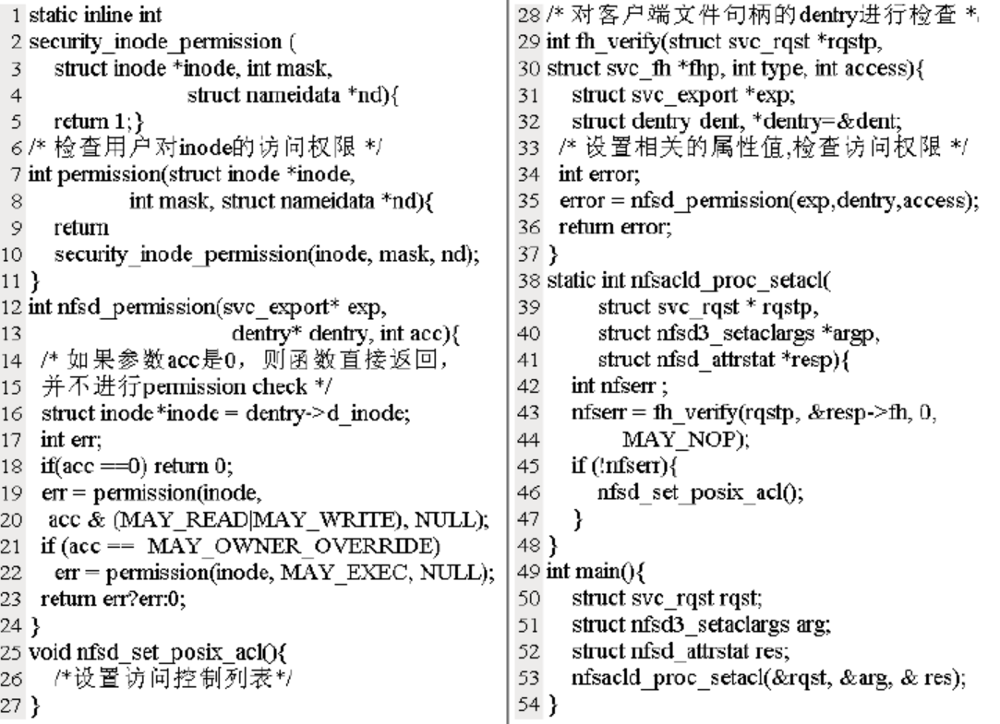 1 static inline int
2 security_inode_permission (
3 struct inode *inode, int mask,
4 struct nameidata *nd){
5 return 1;}
6 /* 检查用户对inode的访问权限 */
7 int permission(struct inode *inode,
8 int mask, struct nameidata *nd){
9 return
10 security_inode_permission(inode, mask, nd);
11 }
12 int nfsd_permission(svc_export* exp,
13 dentry* dentry, int acc){
14 /* 如果参数acc是0，则函数直接返回，
15 并不进行permission check */
16 struct inode*inode = dentry->d_inode;
17 int err;
18 if(acc ==0) return 0;
19 err = permission(inode,
20 acc & (MAY_READ|MAY_WRITE), NULL);
21 if (acc == MAY_OWNER_OVERRIDE)
22 err = permission(inode, MAY_EXEC, NULL);
23 return err?err:0;
24 }
25 void nfsd_set_posix_acl(){
26 /*设置访问控制列表*/
27 }
28 /* 对客户端文件句柄的dentry进行检查 *
29 int fh_verify(struct svc_rqst *rqstp,
30 struct svc_fh *fhp, int type, int access){
31 struct svc_export *exp;
32 struct dentry dent, *dentry=&dent;
33 /* 设置相关的属性值,检查访问权限 */
34 int error;
35 error = nfsd_permission(exp,dentry,access);
36 return error;
37 }
38 static int nfsacld_proc_setacl(
39 struct svc_rqst * rqstp,
40 struct nfsd3_setaclargs *argp,
41 struct nfsd_attrstat *resp){
42 int nfserr ;
43 nfserr = fh_verify(rqstp, &resp->fh, 0,
44 MAY_NOP);
45 if (!nfserr){
46 nfsd_set_posix_acl();
47 }
48 }
49 int main(){
50 struct svc_rqst rqst;
51 struct nfsd3_setaclargs arg;
52 struct nfsd_attrstat res;
53 nfsacld_proc_setacl(&rqst, &arg, & res);
54 }